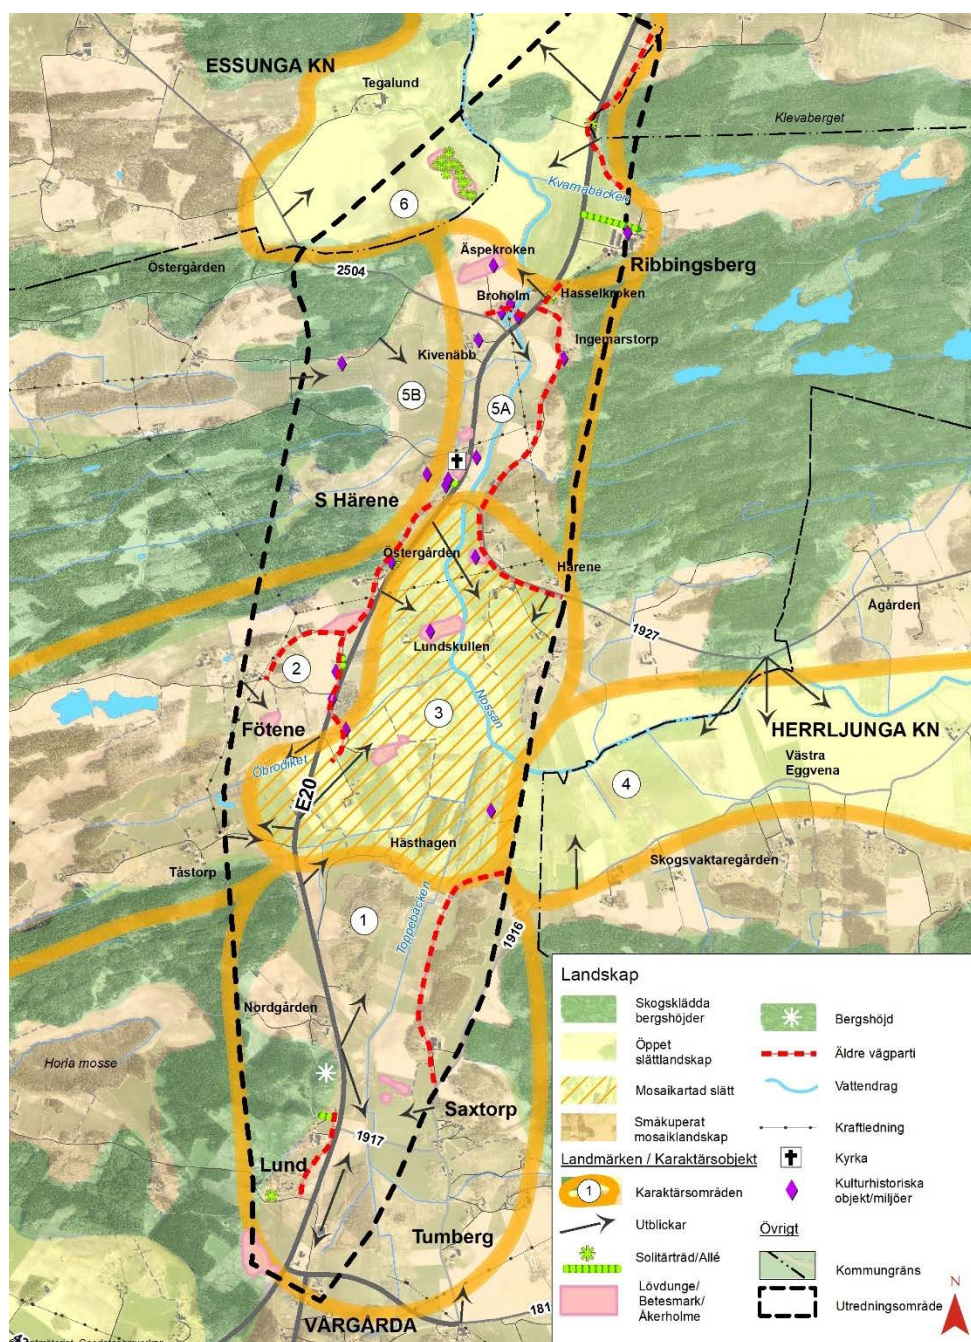 ESSUNGA KN
Tegalund
Klevaberget
Kvarnabäcken
6
Äspekroken
Ribbingsberg
Östergården
2504
Broholm
Hasselkroken
Ingemarstorp
Kivenäbb
5B
5A
S Härene
Östergården
Härene
Ågården
1927
Lundskullen
2
3
Nossan
Fötene
HERRLJUNGA KN
Västra
Eggvena
Öbrodiket
4
E20
Hästhagen
Skogsvaktaregården
Tåstorp
1
Toppebäcken
1916
Nordgården
Horla mosse
Saxtorp
1917
Lund
Tumberg
VÅRGÅRDA
181
Landskap
Skogsklädda
bergshöjder
Öppet
slättlandskap
Mosaikartad slätt
Småkuperat
mosaiklandskap
Landmärken / Karaktärsobjekt
1
Karaktärsområden
Utblickar
Solitärträd/Allé
Lövdunge/
Betesmark/
Åkerholme
Bergshöjd
Äldre vägparti
Vattendrag
Kraftledning
Kyrka
Kulturhistoriska
objekt/miljöer
Övrigt
Kommungräns
Utredningsområde
N